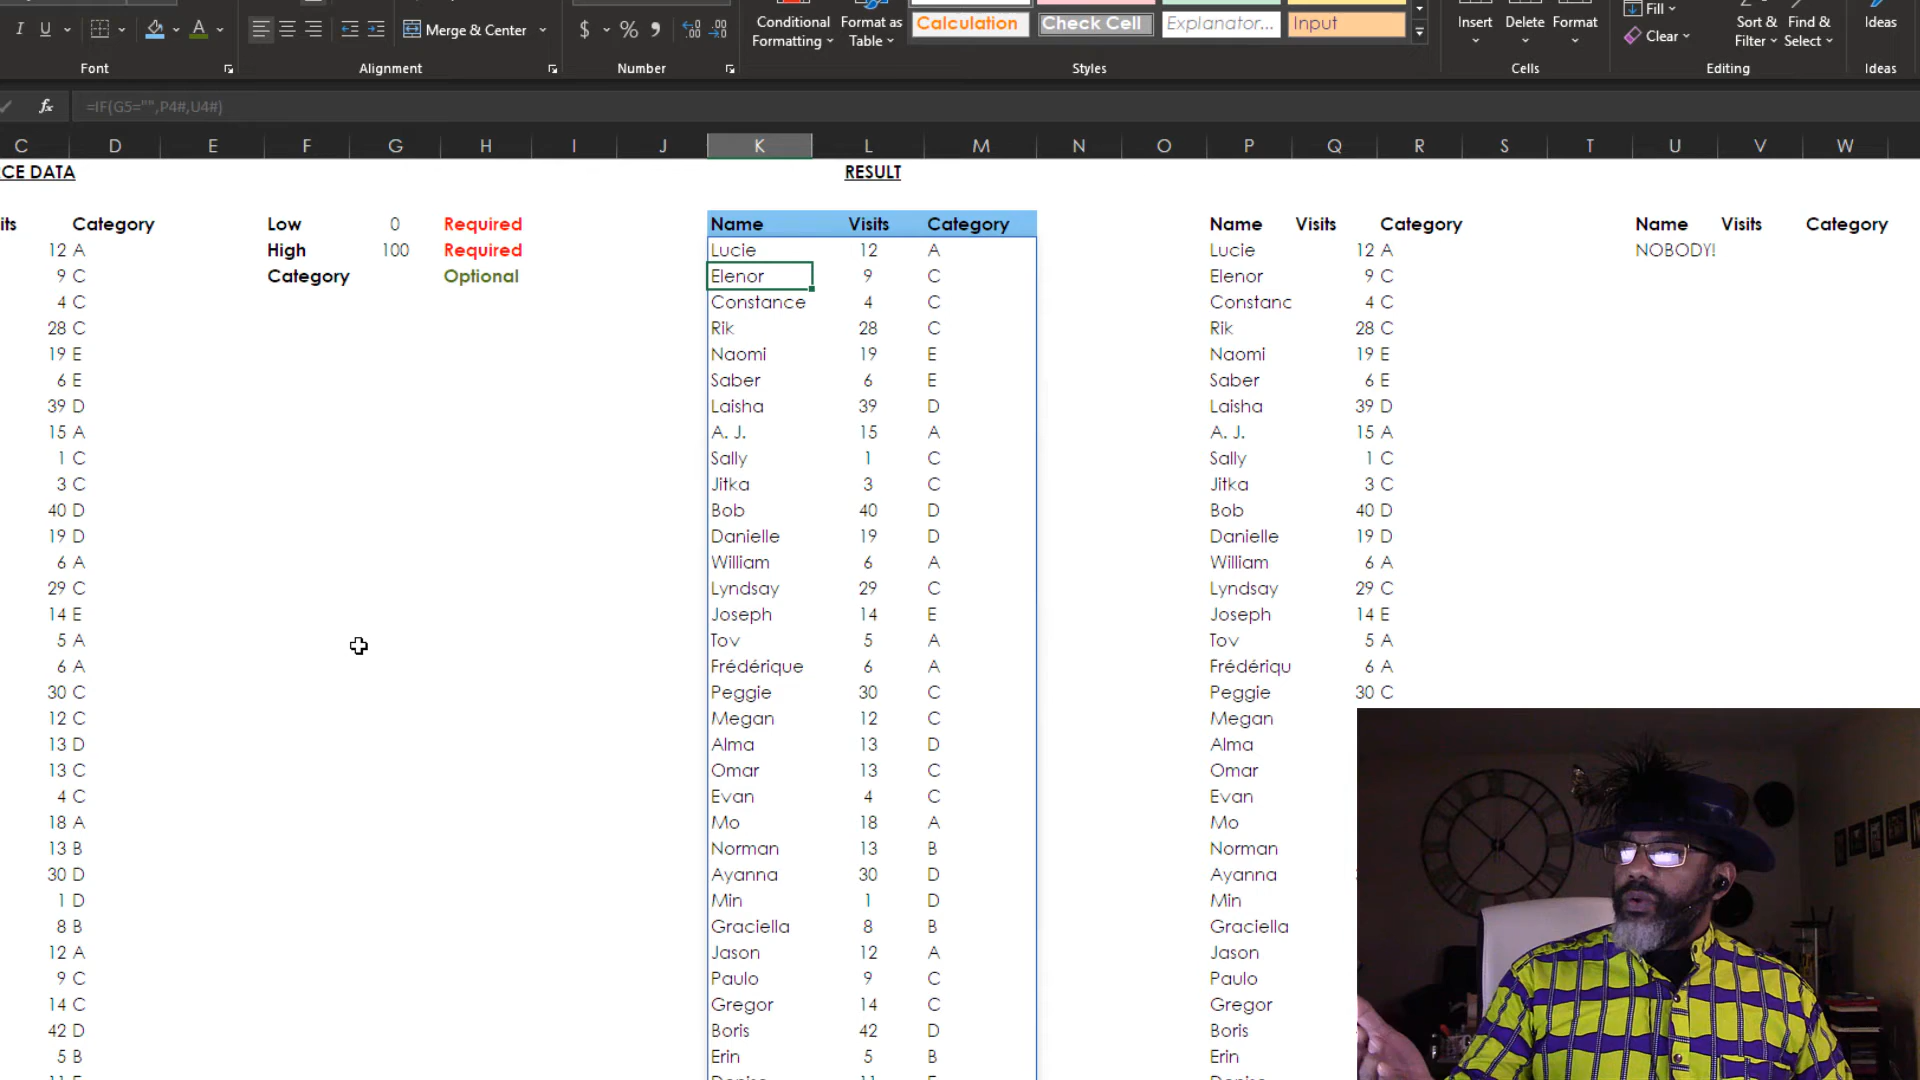 I U $ % Merge & Center Conditional Formatting Format as Table Calculation Check Cell Explanator... Input Insert Delete Format Fill Clear Sort & Filter Find & Select Ideas
Font Alignment Number Styles Cells Editing Ideas
fx =IF(G5="",P4#,U4#)
C D E F G H I J K L M N O P Q R S T U V W
CE DATA RESULT
its Category Low 0 Required Name Visits Category Name Visits Category Name Visits Category
12 A High 100 Required Lucie 12 A Lucie 12 A NOBODY!
9 C Category Optional Elenor 9 C Elenor 9 C
4 C Constance 4 C Constanc 4 C
28 C Rik 28 C Rik 28 C
19 E Naomi 19 E Naomi 19 E
6 E Saber 6 E Saber 6 E
39 D Laisha 39 D Laisha 39 D
15 A A. J. 15 A A. J. 15 A
1 C Sally 1 C Sally 1 C
3 C Jitka 3 C Jitka 3 C
40 D Bob 40 D Bob 40 D
19 D Danielle 19 D Danielle 19 D
6 A William 6 A William 6 A
29 C Lyndsay 29 C Lyndsay 29 C
14 E Joseph 14 E Joseph 14 E
5 A Tov 5 A Tov 5 A
6 A Frédérique 6 A Frédériqu 6 A
30 C Peggie 30 C Peggie 30 C
12 C Megan 12 C Megan
13 D Alma 13 D Alma
13 C Omar 13 C Omar
4 C Evan 4 C Evan
18 A Mo 18 A Mo
13 B Norman 13 B Norman
30 D Ayanna 30 D Ayanna
1 D Min 1 D Min
8 B Graciella 8 B Graciella
12 A Jason 12 A Jason
9 C Paulo 9 C Paulo
14 C Gregor 14 C Gregor
42 D Boris 42 D Boris
5 B Erin 5 B Erin